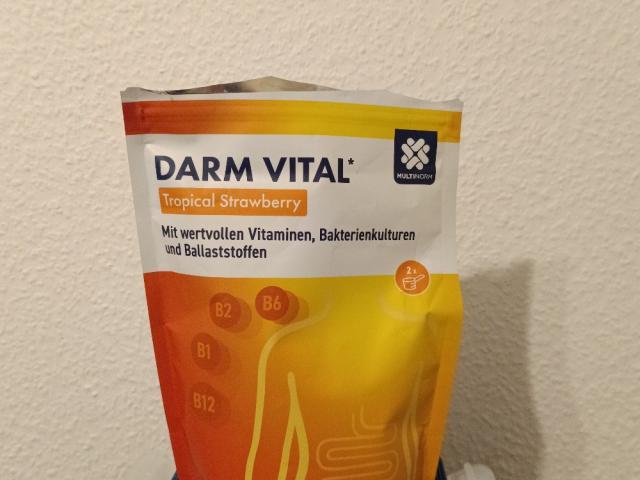 DARM VITAL*
MULTINORM
Tropical Strawberry
Mit wertvollen Vitaminen, Bakterienkulturen
und Ballaststoffen
2x
B2
B6
B1
B12